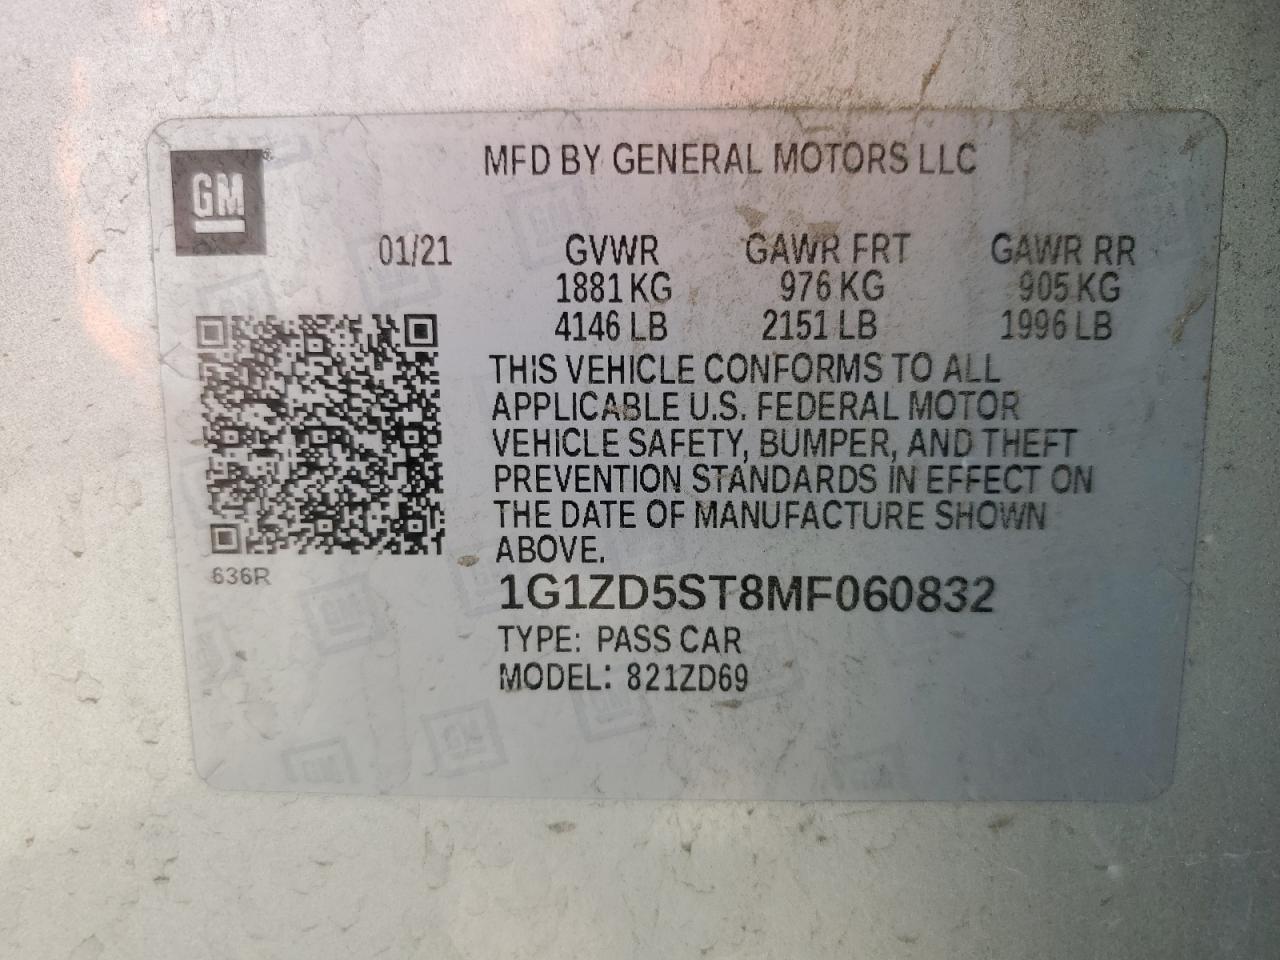 GM
MFD BY GENERAL MOTORS LLC
01/21 GVWR GAWR FRT GAWR RR
1881 KG 976 KG 905 KG
4146 LB 2151 LB 1996 LB
THIS VEHICLE CONFORMS TO ALL
APPLICABLE U.S. FEDERAL MOTOR
VEHICLE SAFETY, BUMPER, AND THEFT
PREVENTION STANDARDS IN EFFECT ON
THE DATE OF MANUFACTURE SHOWN
ABOVE.
636R
1G1ZD5ST8MF060832
TYPE: PASS CAR
MODEL: 821ZD69